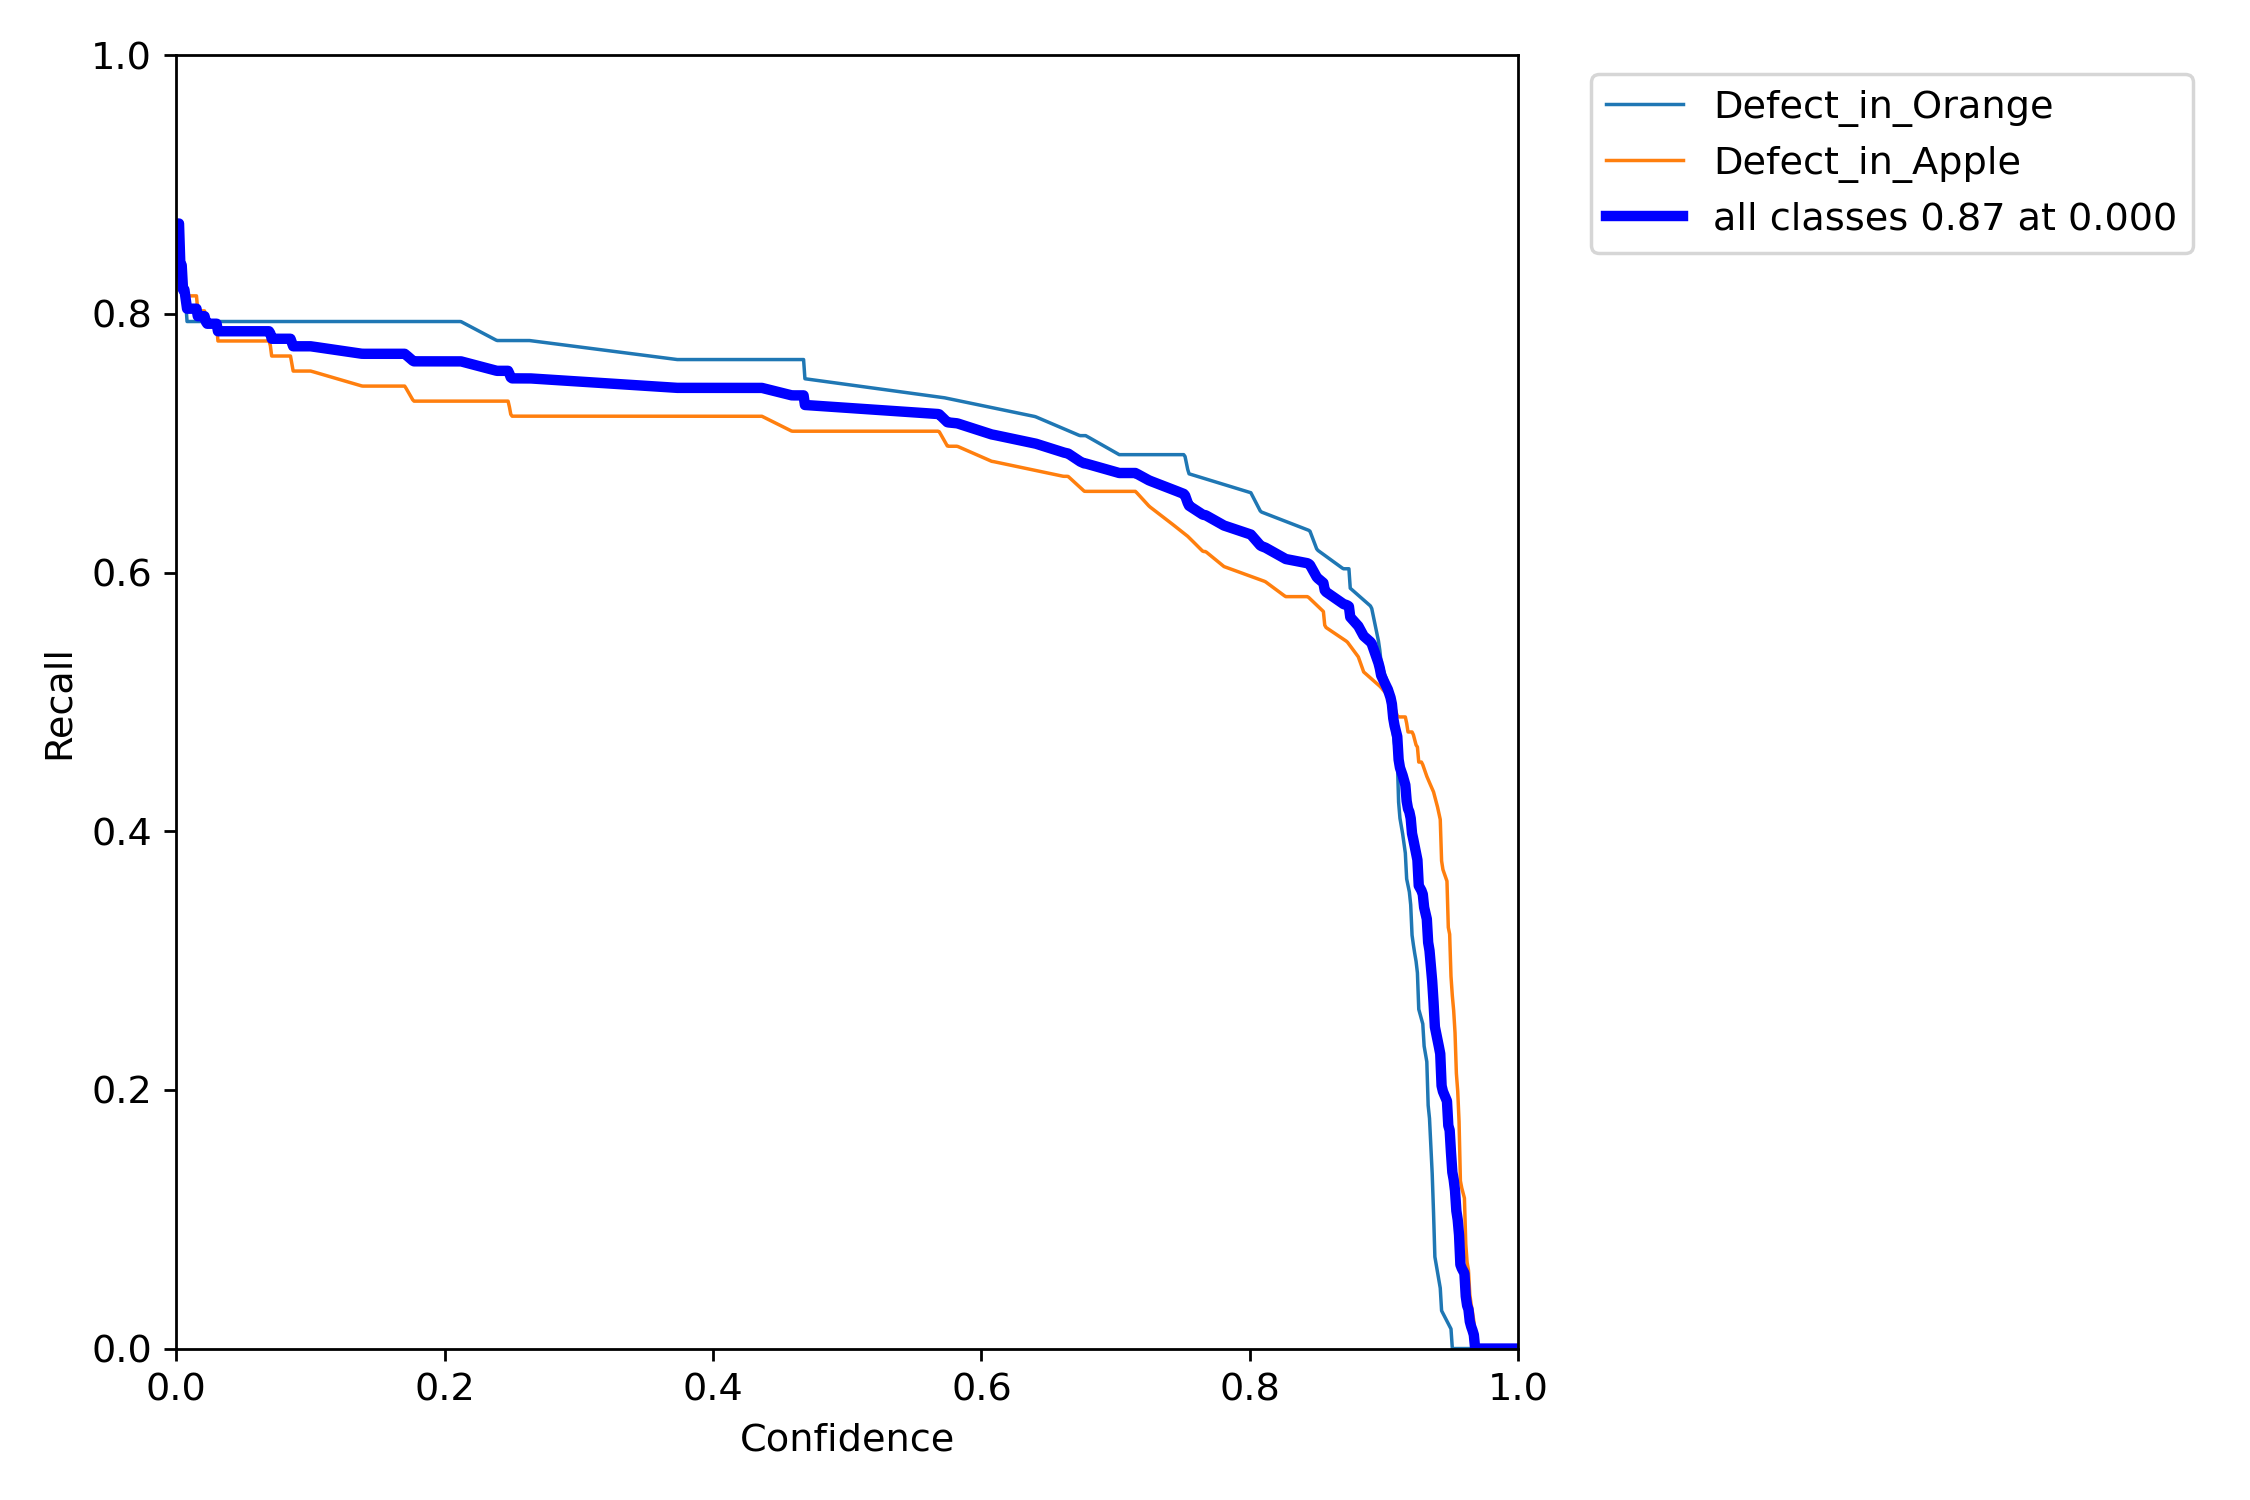 Defect_in_Orange
Defect_in_Apple
all classes 0.87 at 0.000
1.0
0.8
0.6
0.4
0.2
0.0
Recall
0.0 0.2 0.4 0.6 0.8 1.0
Confidence